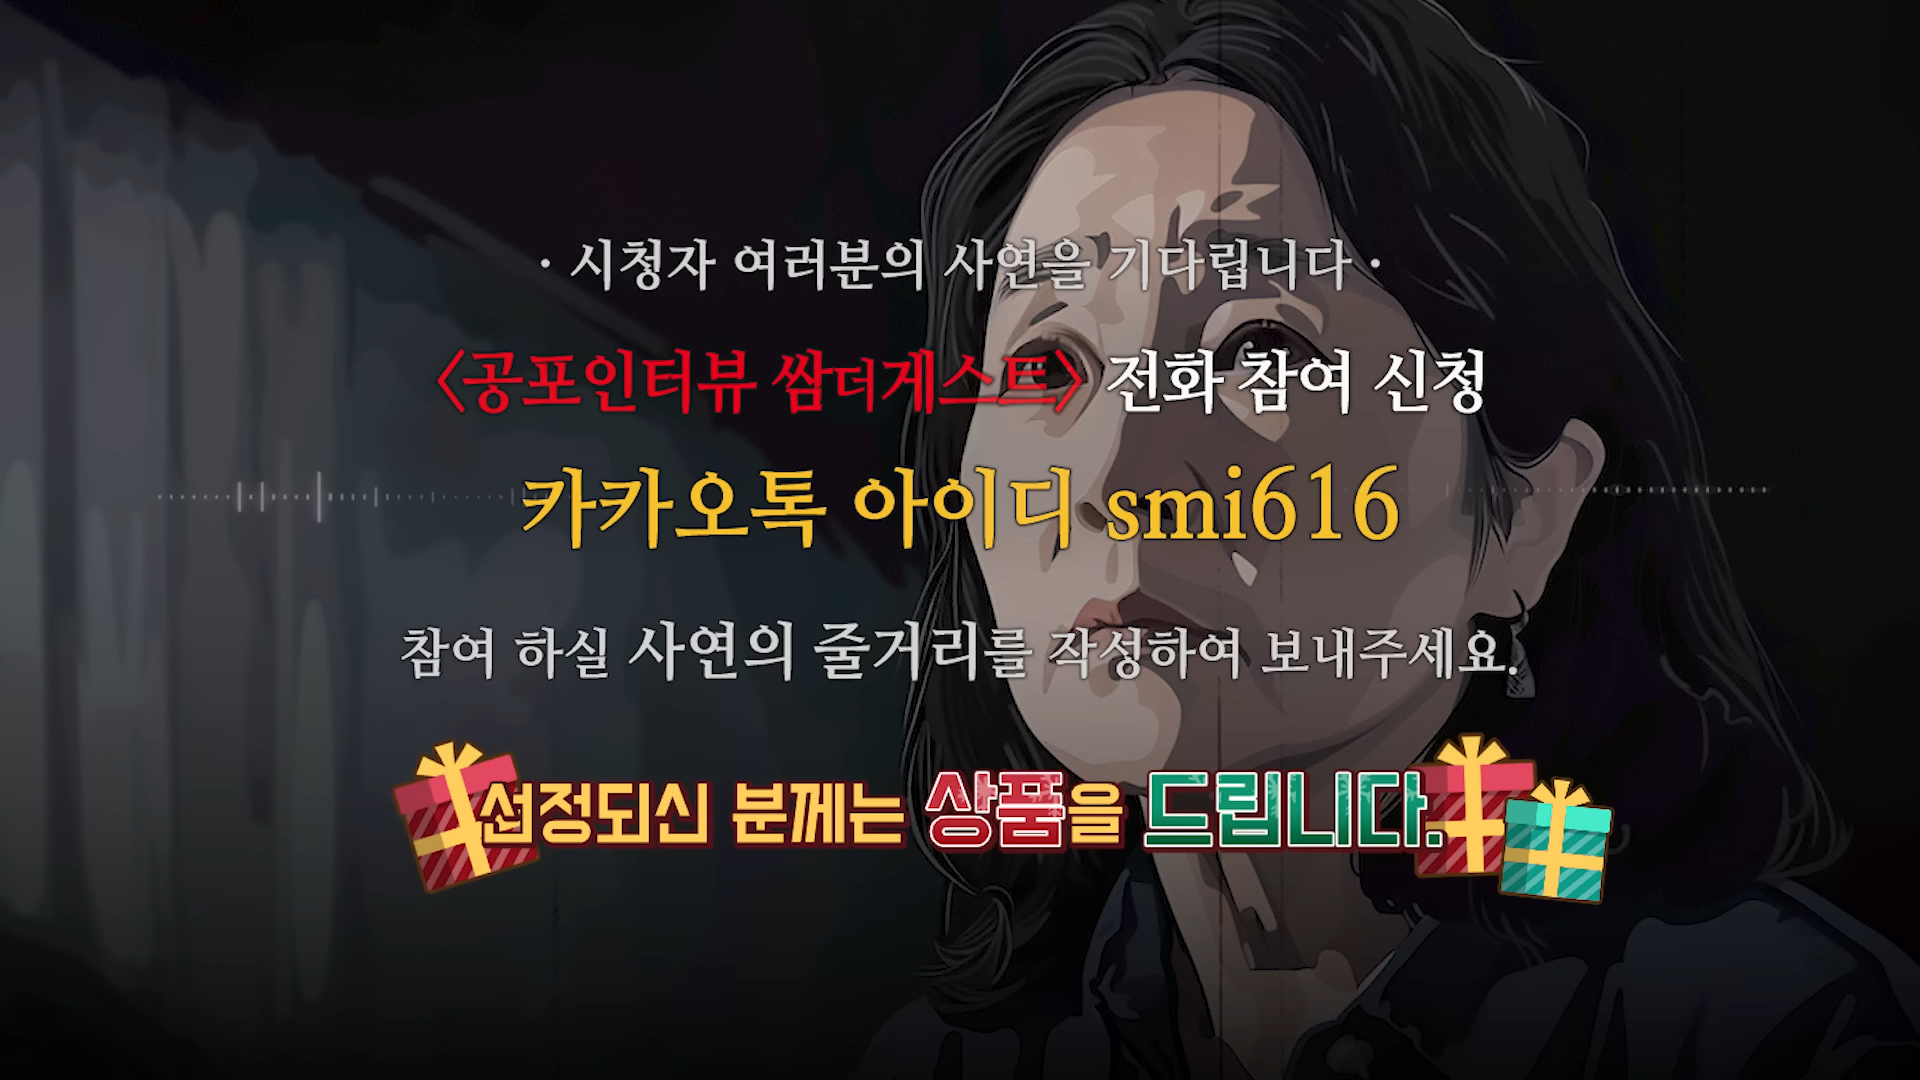 · 시청자 여러분의 사연을 기다립니다 ·
<공포인터뷰 쌈더게스트> 전화 참여 신청
카카오톡 아이디 smi616
참여 하실 사연의 줄거리를 작성하여 보내주세요.
선정되신 분께는 상품을 드립니다.